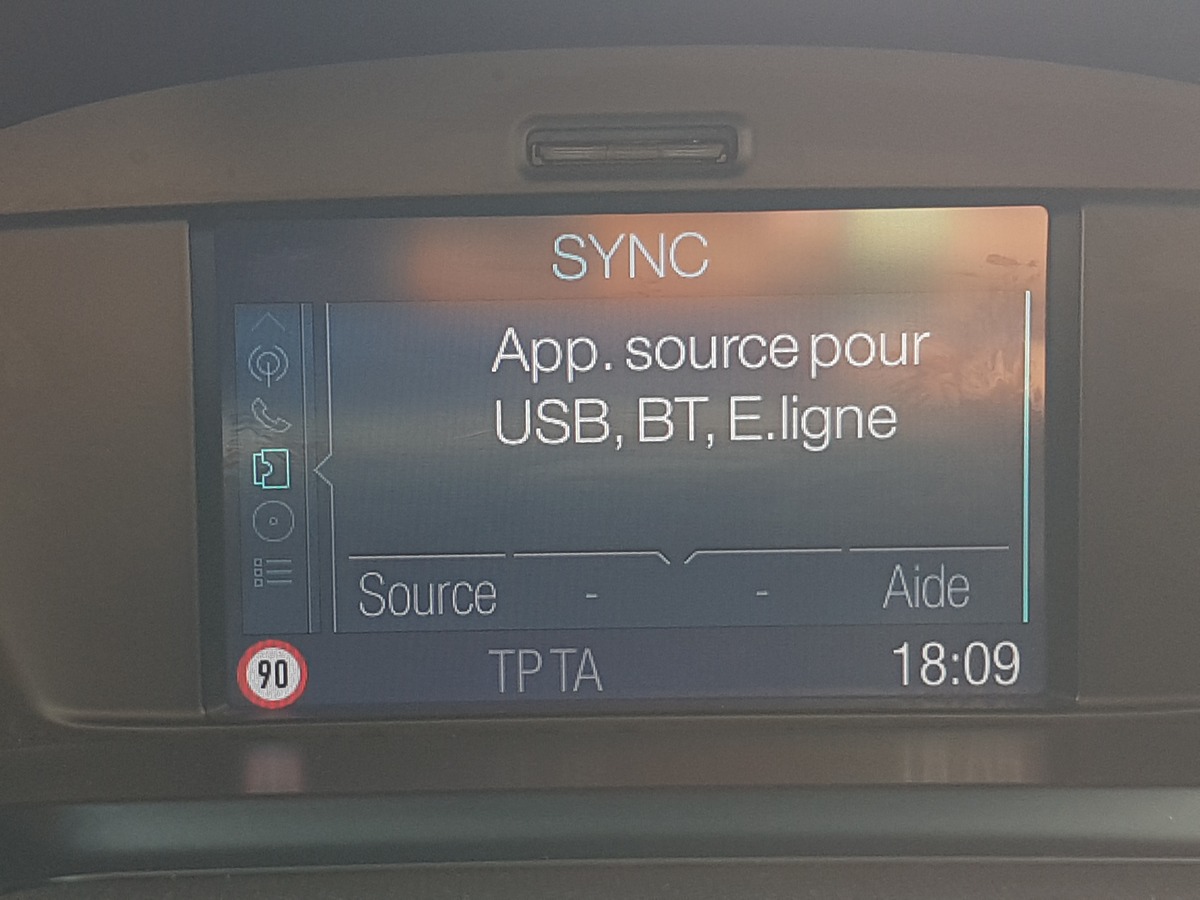 SYNC
App. source pour
USB, BT, E.ligne
Source - - Aide
90 TP TA 18:09